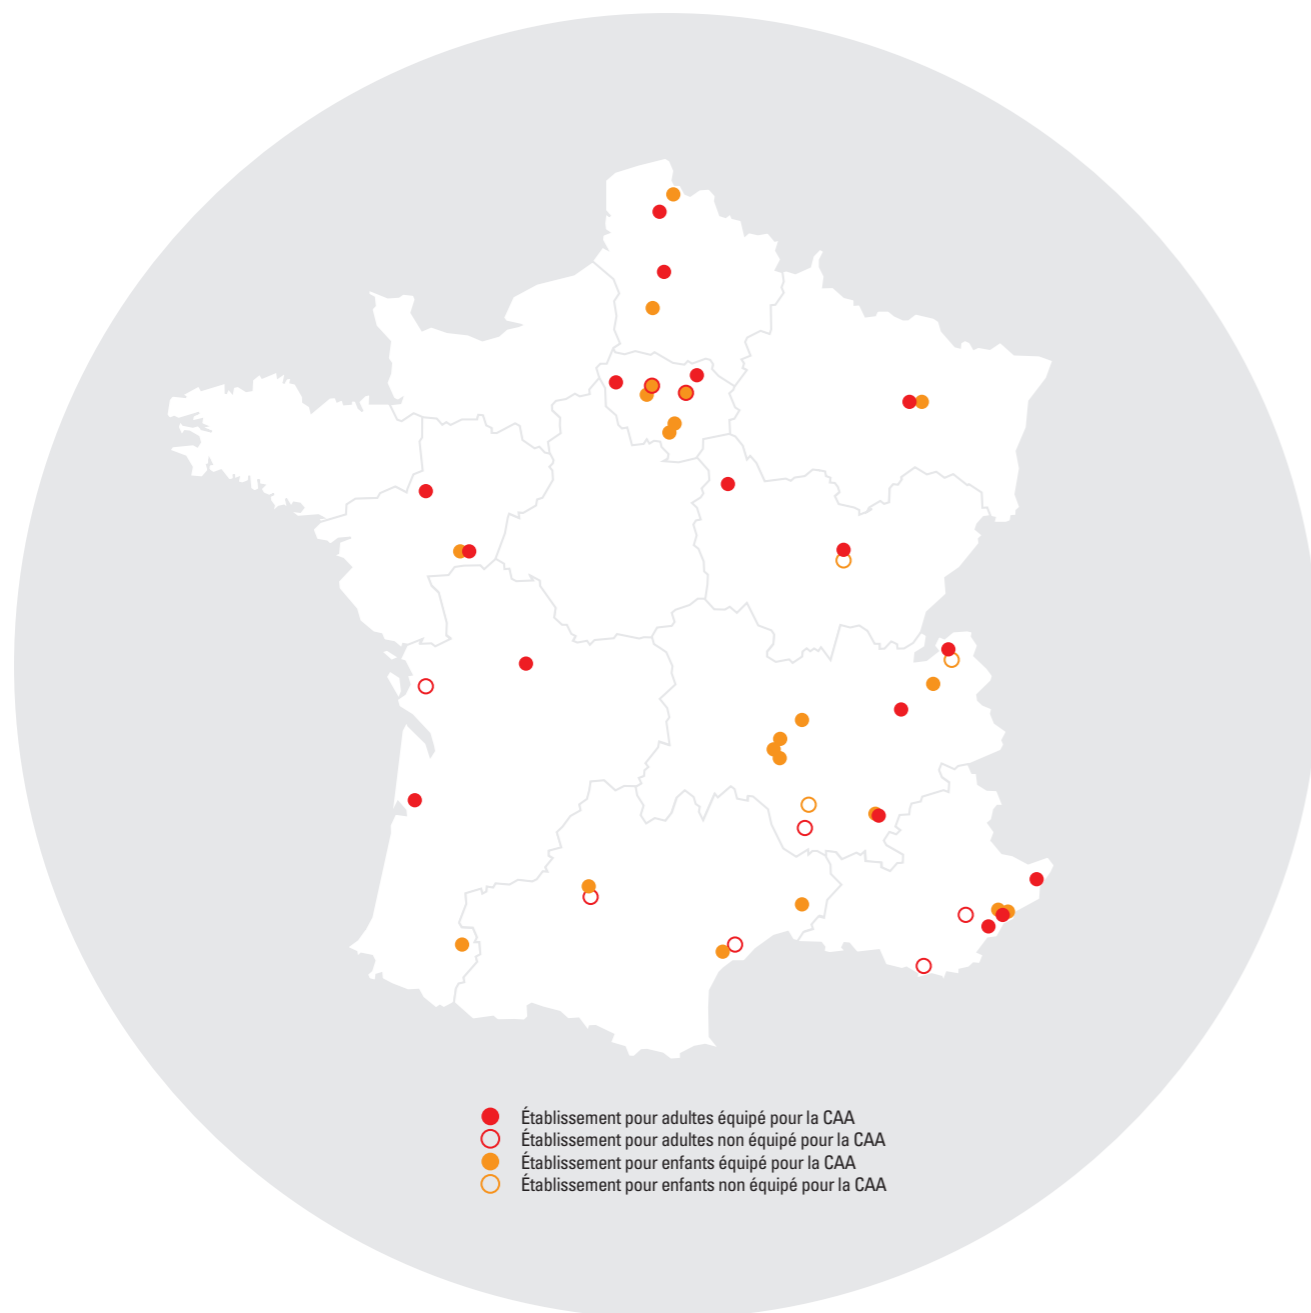 Établissement pour adultes équipé pour la CAA
Établissement pour adultes non équipé pour la CAA
Établissement pour enfants équipé pour la CAA
Établissement pour enfants non équipé pour la CAA